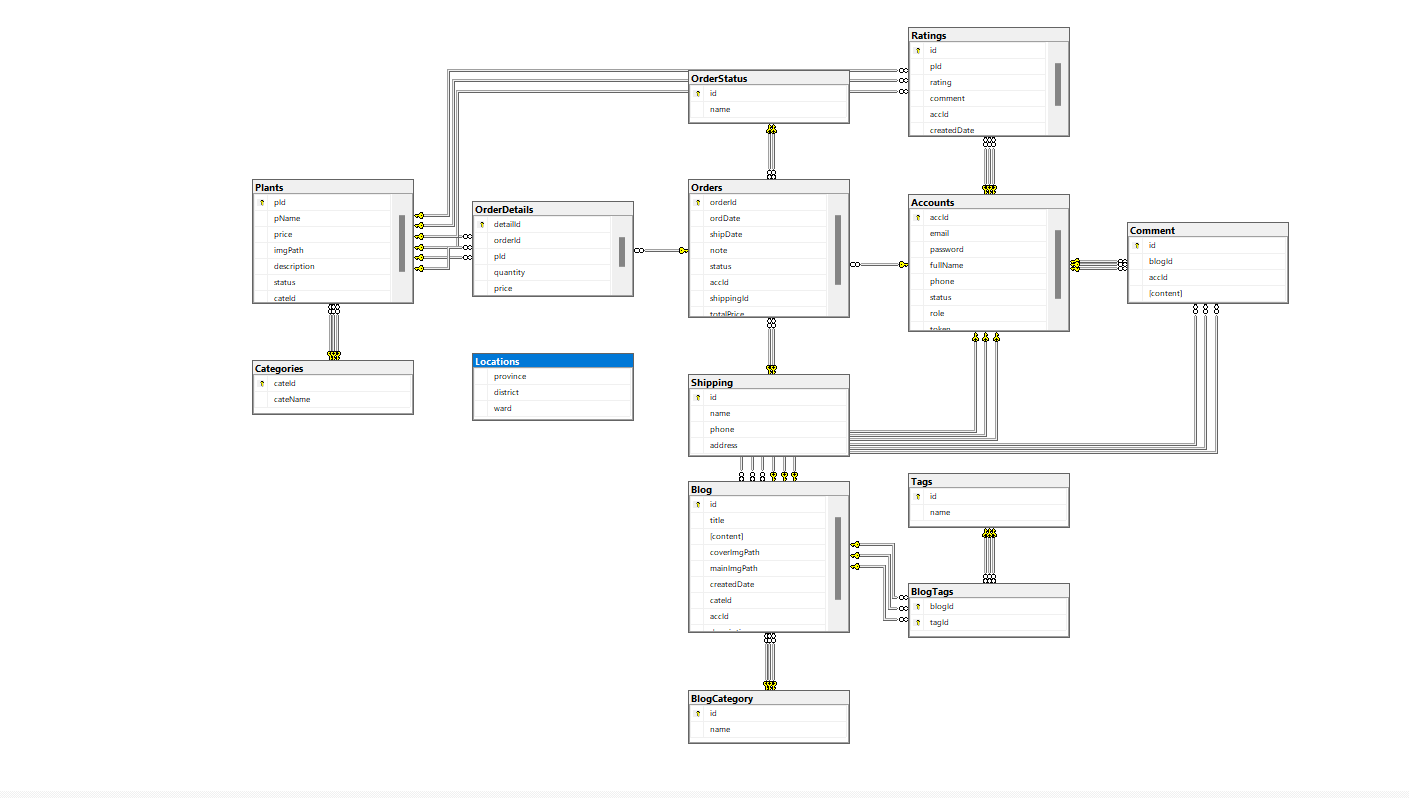 Ratings
id
pId
rating
comment
accId
createdDate
OrderStatus
id
name
Plants
pId
pName
price
imgPath
description
status
cateId
OrderDetails
detailId
orderId
pId
quantity
price
Orders
orderId
ordDate
shipDate
note
status
accId
shippingId
totalPrice
Accounts
accId
email
password
fullName
phone
status
role
token
Comment
id
blogId
accId
[content]
Categories
cateId
cateName
Locations
province
district
ward
Shipping
id
name
phone
address
Blog
id
title
[content]
coverImgPath
mainImgPath
createdDate
cateId
accId
Tags
id
name
BlogTags
blogId
tagId
BlogCategory
id
name